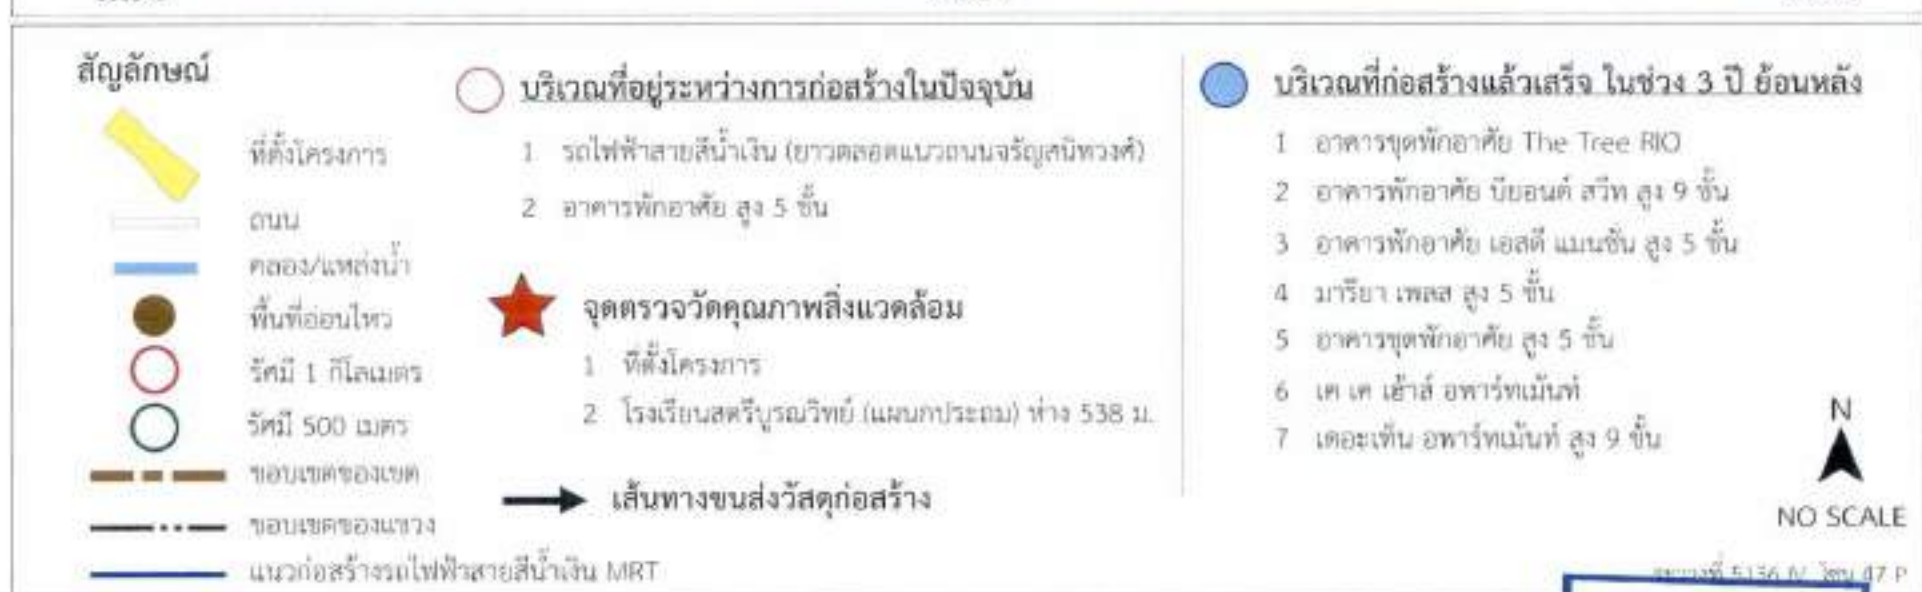 สัญลักษณ์
ที่ตั้งโครงการ
ถนน
คลอง/แหล่งน้ำ
พื้นที่อ่อนไหว
รัศมี 1 กิโลเมตร
รัศมี 500 เมตร
ขอบเขตของเขต
ขอบเขตของแขวง
แนวก่อสร้างรถไฟฟ้าสายสีน้ำเงิน MRT
บริเวณที่อยู่ระหว่างการก่อสร้างในปัจจุบัน
1 รถไฟฟ้าสายสีน้ำเงิน (ยาวตลอดแนวถนนจรัญสนิทวงศ์)
2 อาคารพักอาศัย สูง 5 ชั้น
จุดตรวจวัดคุณภาพสิ่งแวดล้อม
1 ที่ตั้งโครงการ
2 โรงเรียนสตรีบูรณวิทย์ (แผนกประถม) ห่าง 538 ม.
เส้นทางขนส่งวัสดุก่อสร้าง
บริเวณที่ก่อสร้างแล้วเสร็จ ในช่วง 3 ปี ย้อนหลัง
1 อาคารชุดพักอาศัย The Tree RIO
2 อาคารพักอาศัย บียอนด์ สวีท สูง 9 ชั้น
3 อาคารพักอาศัย เอสดี แมนชั่น สูง 5 ชั้น
4 มารียา เพลส สูง 5 ชั้น
5 อาคารชุดพักอาศัย สูง 5 ชั้น
6 เค เค เฮ้าส์ อพาร์ทเม้นท์
7 เดอะเท็น อพาร์ทเม้นท์ สูง 9 ชั้น
N
NO SCALE
ระวางที่ 5136 IV โซน 47 P